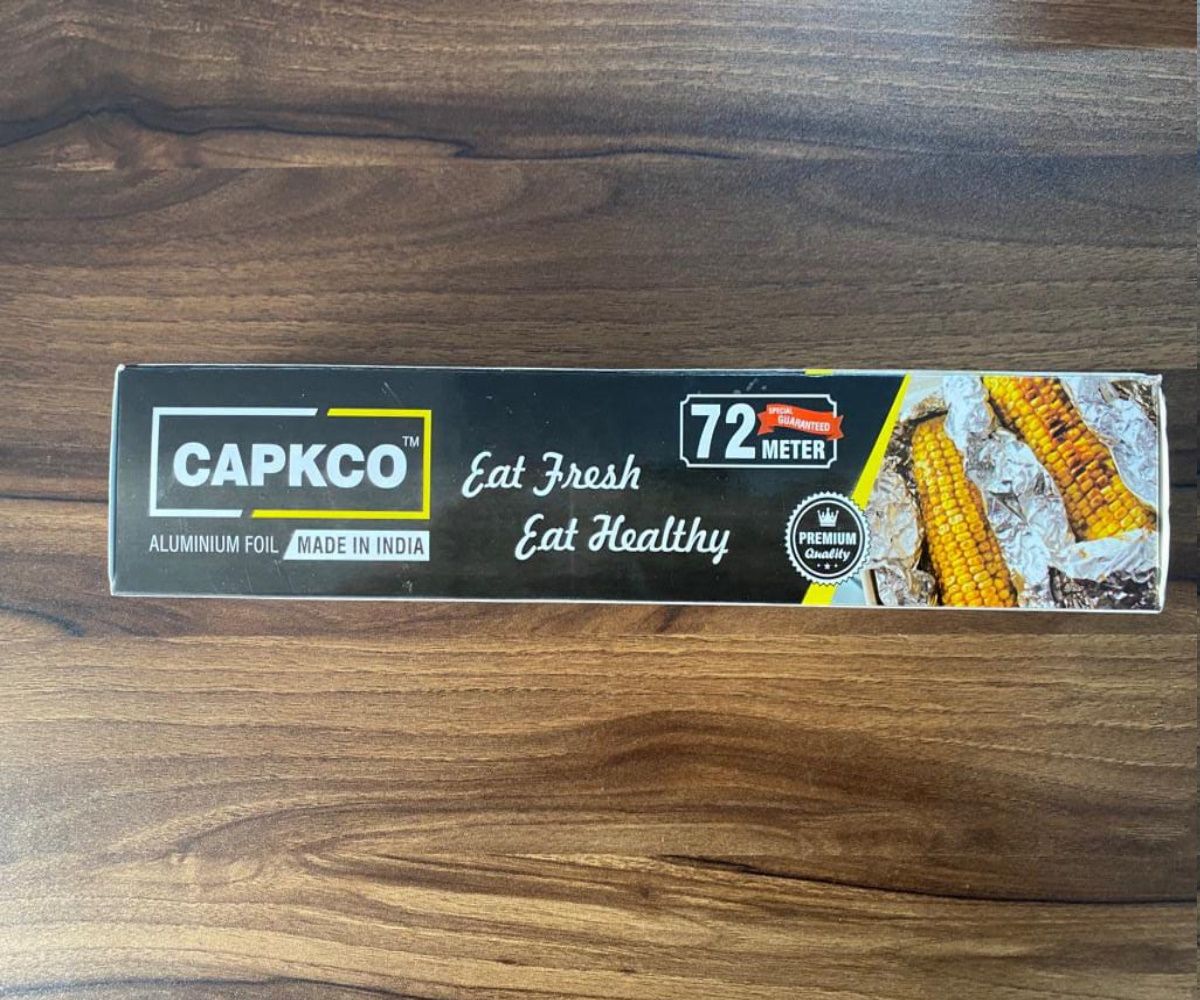 CAPKCO™
ALUMINIUM FOIL MADE IN INDIA
Eat Fresh
Eat Healthy
72 METER
SPECIAL
GUARANTEED
PREMIUM
Quality